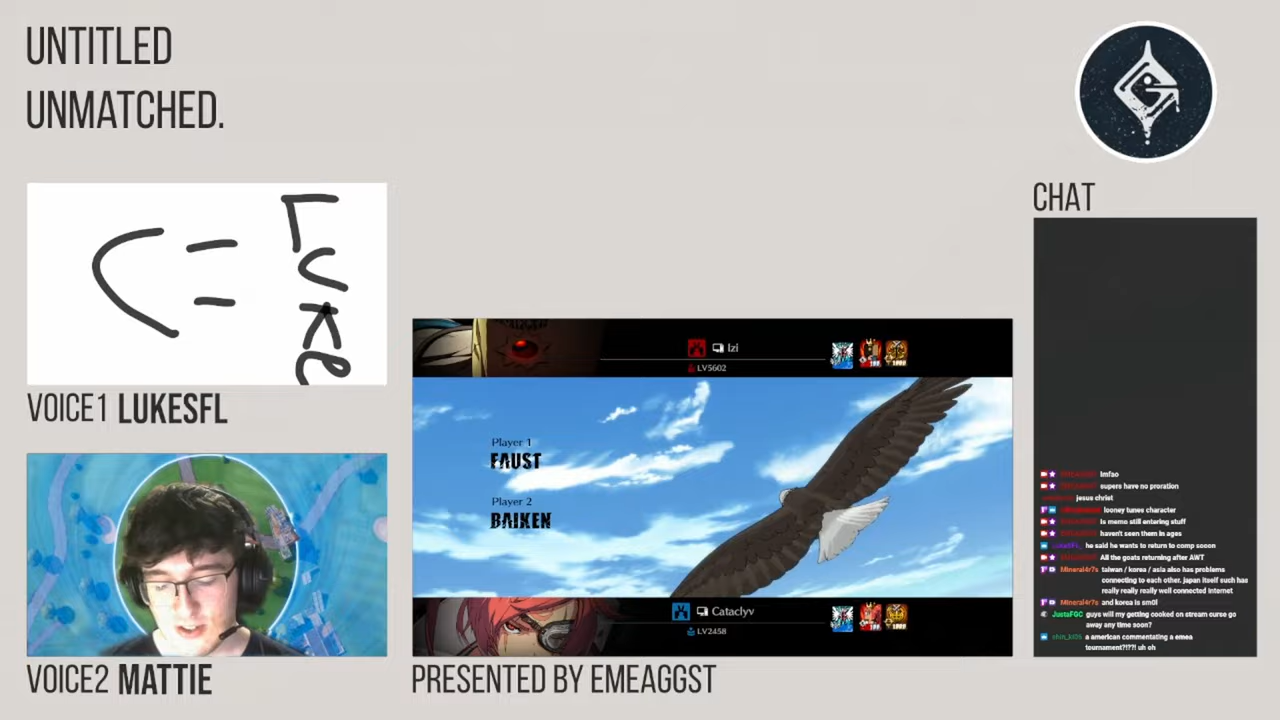 UNTITLED
UNMATCHED.
Luke
VOICE1 LUKESFL
VOICE2 MATTIE
Izi
LV5602
Player 1
FAUST
Player 2
BAIKEN
Cataclyv
LV2458
PRESENTED BY EMEAGGST
CHAT
lmfao
supers have no proration
jesus christ
looney tunes character
is memo still entering stuff
haven't seen them in ages
he said he wants to return to comp sooon
All the goats returning after AWT
Mineral4r7s taiwan / korea / asia also has problems
connecting to each other. japan itself such has
really really really well connected internet
Mineral4r7s and korea is sm0l
JustaFGC guys will my getting cooked on stream curse go
away any time soon?
a american commentating a emea
tournament?!??! uh oh